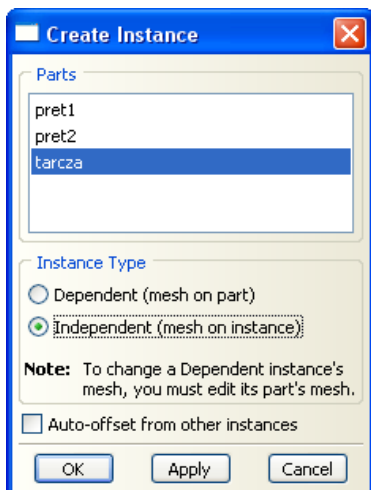 Create Instance
Parts
pret1
pret2
tarcza
Instance Type
Dependent (mesh on part)
Independent (mesh on instance)
Note: To change a Dependent instance's
mesh, you must edit its part's mesh.
Auto-offset from other instances
OK Apply Cancel